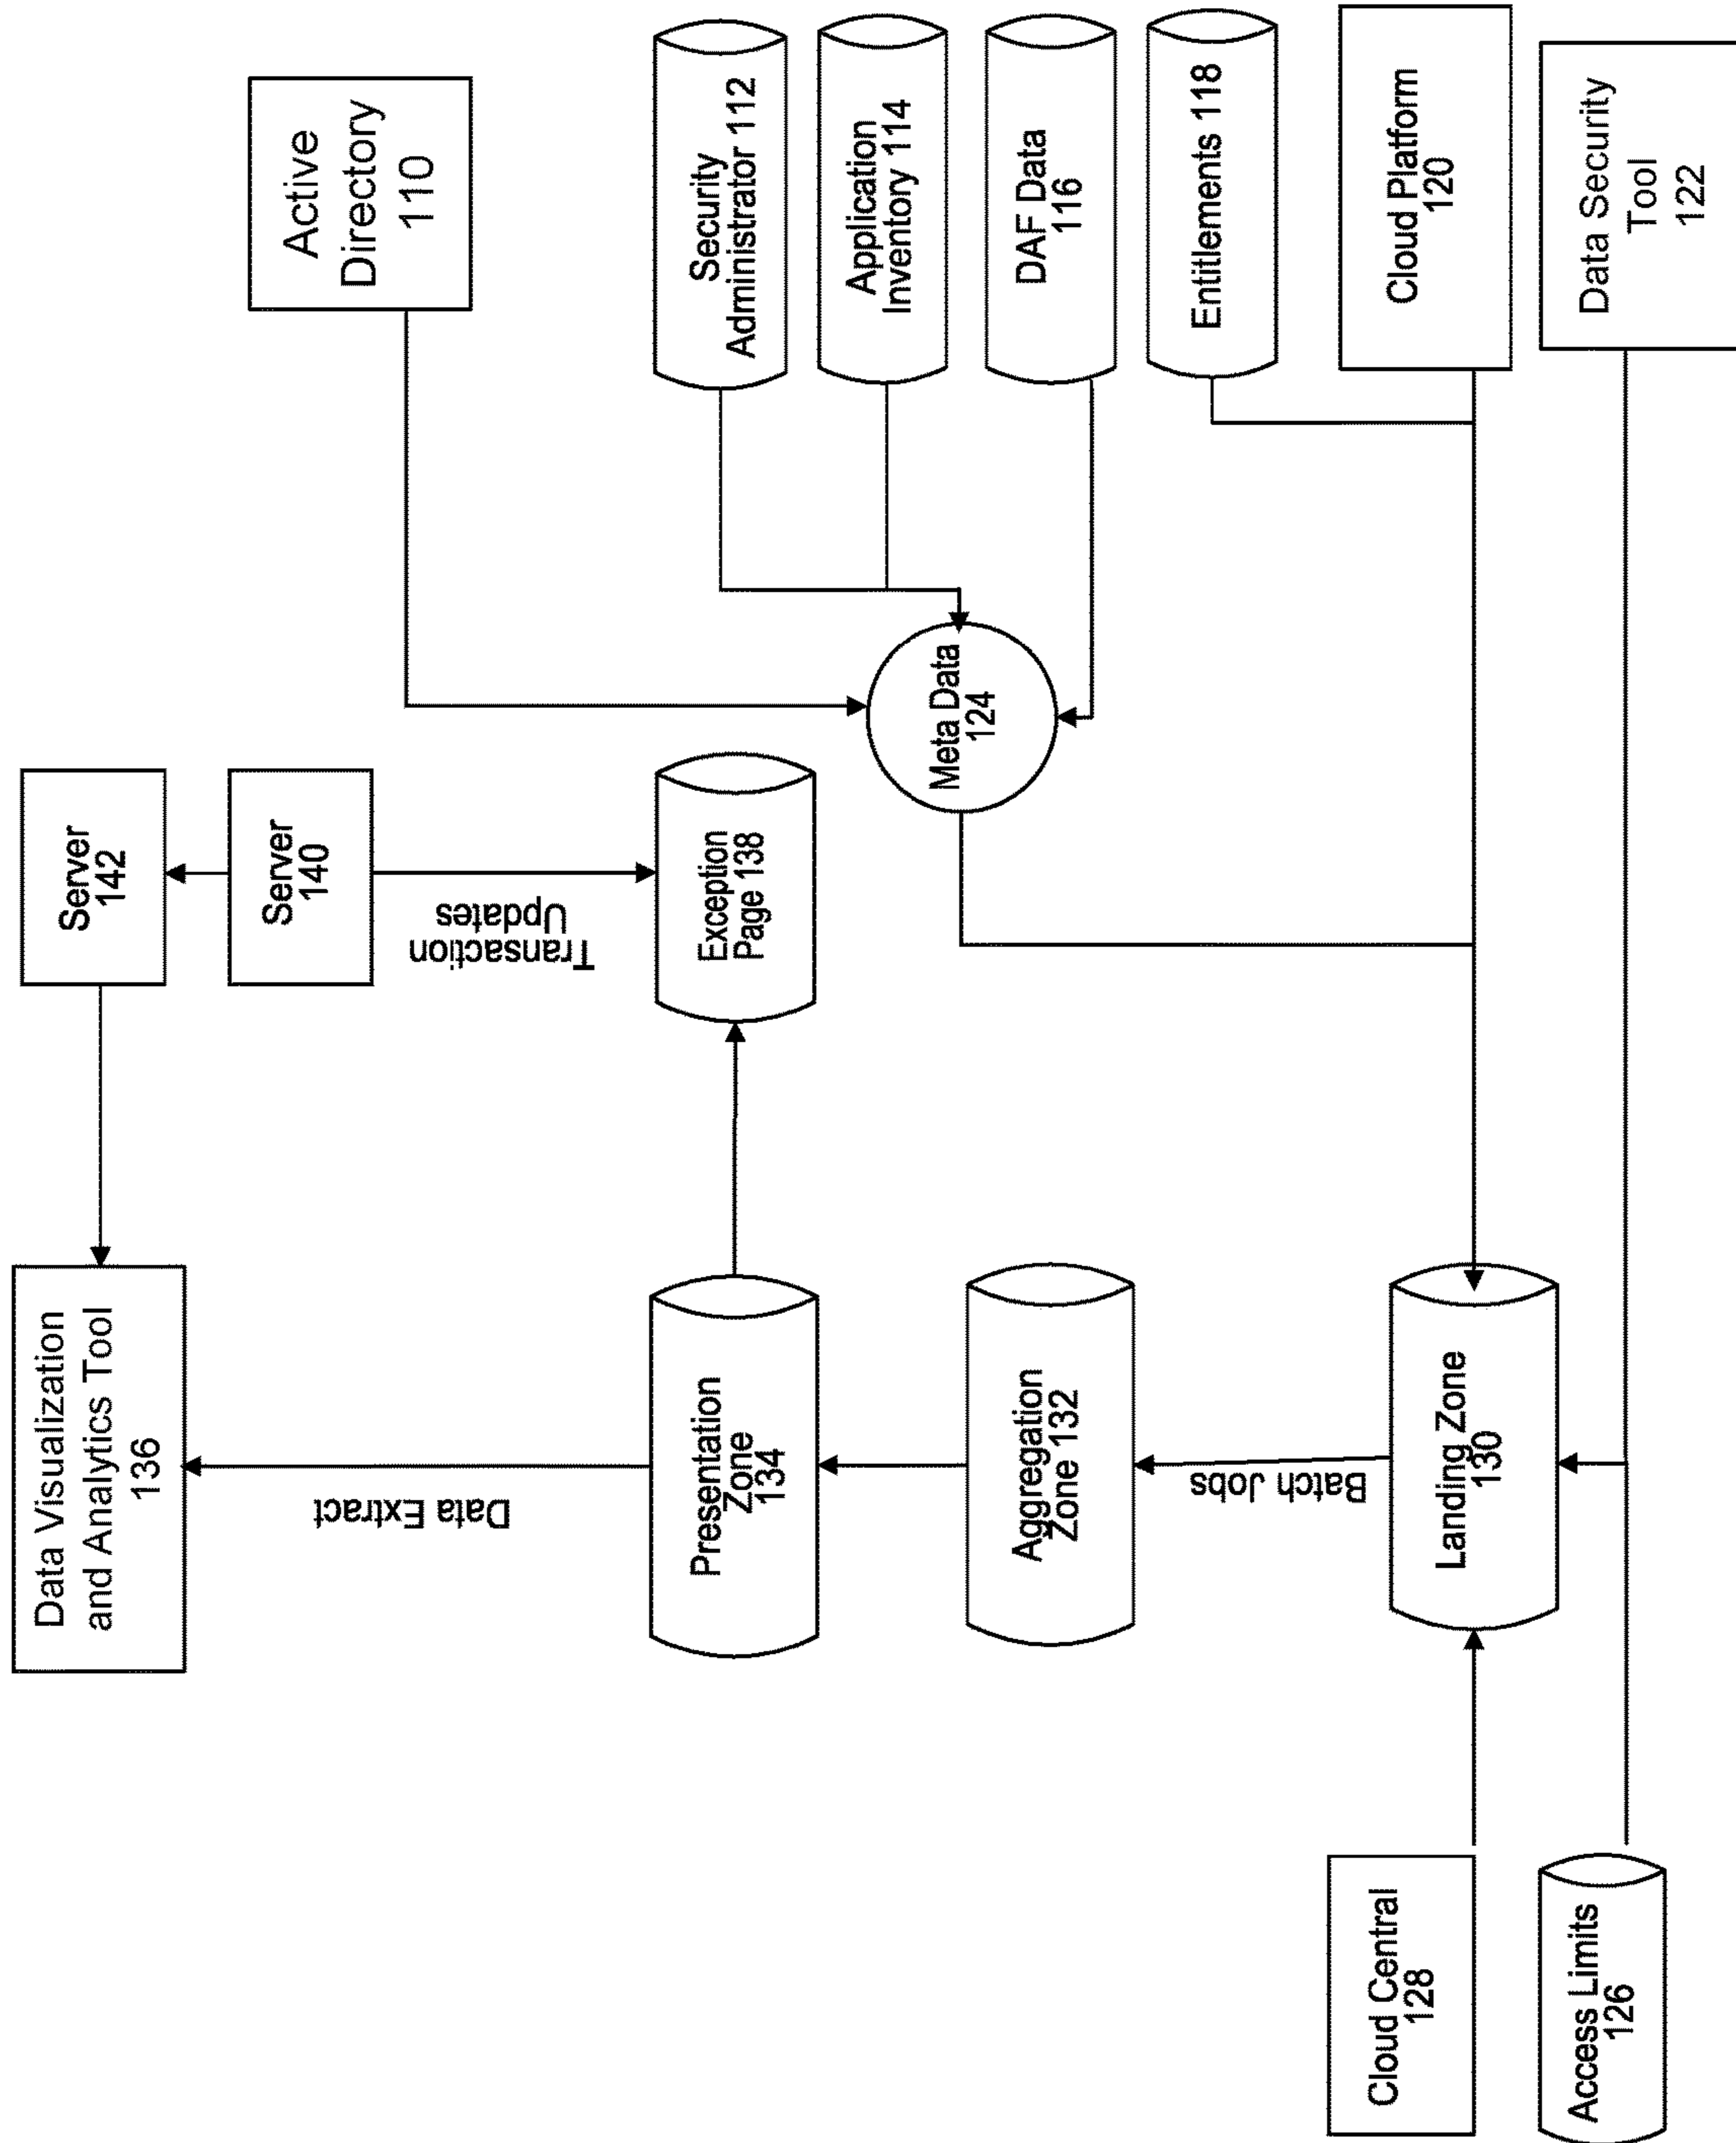 Active
Directory
110
Security
Administrator 112
Application
Inventory 114
DAF Data
116
Entitlements 118
Cloud Platform
120
Data Security
Tool
122
Server
142
Server
140
Transaction
Updates
Exception
Page 138
Meta Data
124
Data Visualization
and Analytics Tool
136
Data Extract
Presentation
Zone
134
Aggregation
Zone 132
Batch Jobs
Landing Zone
130
Cloud Central
128
Access Limits
126